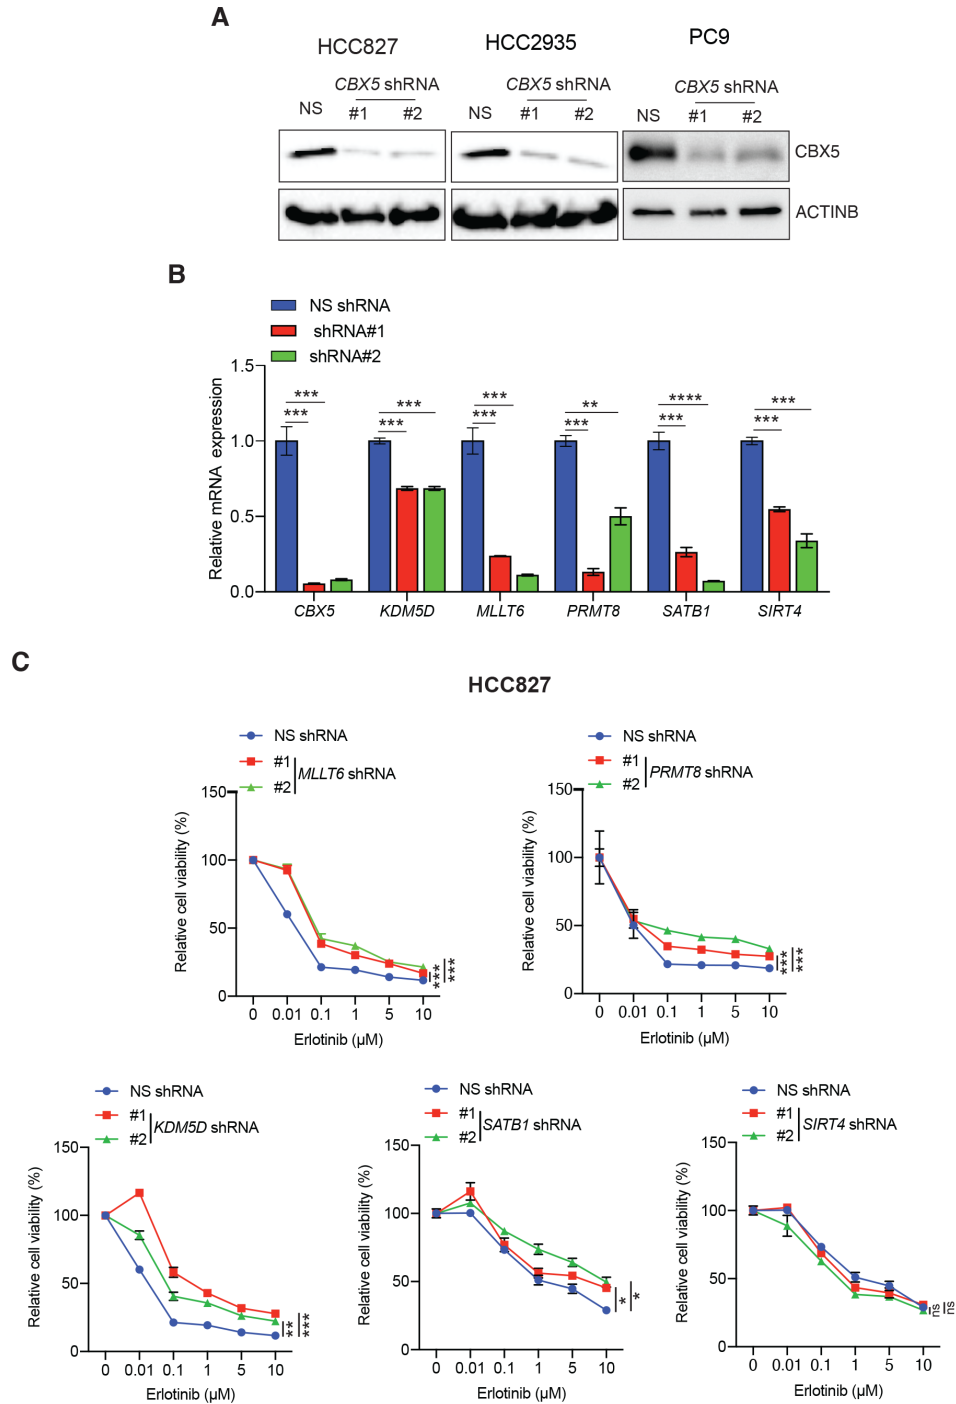 A
HCC827 HCC2935 PC9
CBX5 shRNA CBX5 shRNA CBX5 shRNA
NS #1 #2 NS #1 #2 NS #1 #2
CBX5
ACTINB
B
NS shRNA
shRNA#1
shRNA#2
Relative mRNA expression
1.5
1.0
0.5
0.0
*** *** *** *** *** *** ** *** **** *** *** ***
CBX5 KDM5D MLLT6 PRMT8 SATB1 SIRT4
C
HCC827
NS shRNA
#1
#2
MLLT6 shRNA
Relative cell viability (%)
150
100
50
0
*** ***
0 0.01 0.1 1 5 10
Erlotinib (µM)
NS shRNA
#1
#2
PRMT8 shRNA
Relative cell viability (%)
150
100
50
0
*** ***
0 0.01 0.1 1 5 10
Erlotinib (µM)
NS shRNA
#1
#2
KDM5D shRNA
Relative cell viability (%)
150
100
50
0
** ***
0 0.01 0.1 1 5 10
Erlotinib (µM)
NS shRNA
#1
#2
SATB1 shRNA
Relative cell viability (%)
150
100
50
0
* *
0 0.01 0.1 1 5 10
Erlotinib (µM)
NS shRNA
#1
#2
SIRT4 shRNA
Relative cell viability (%)
150
100
50
0
ns ns
0 0.01 0.1 1 5 10
Erlotinib (µM)